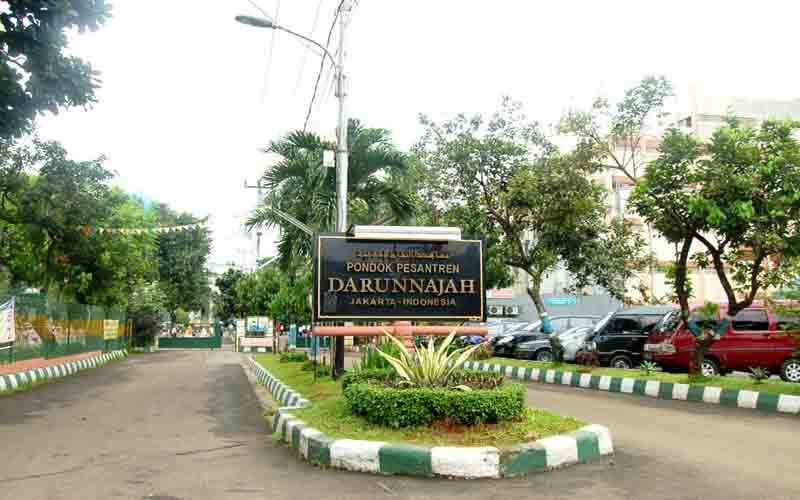 PONDOK PESANTREN
DARUNNAJAH
JAKARTA - INDONESIA